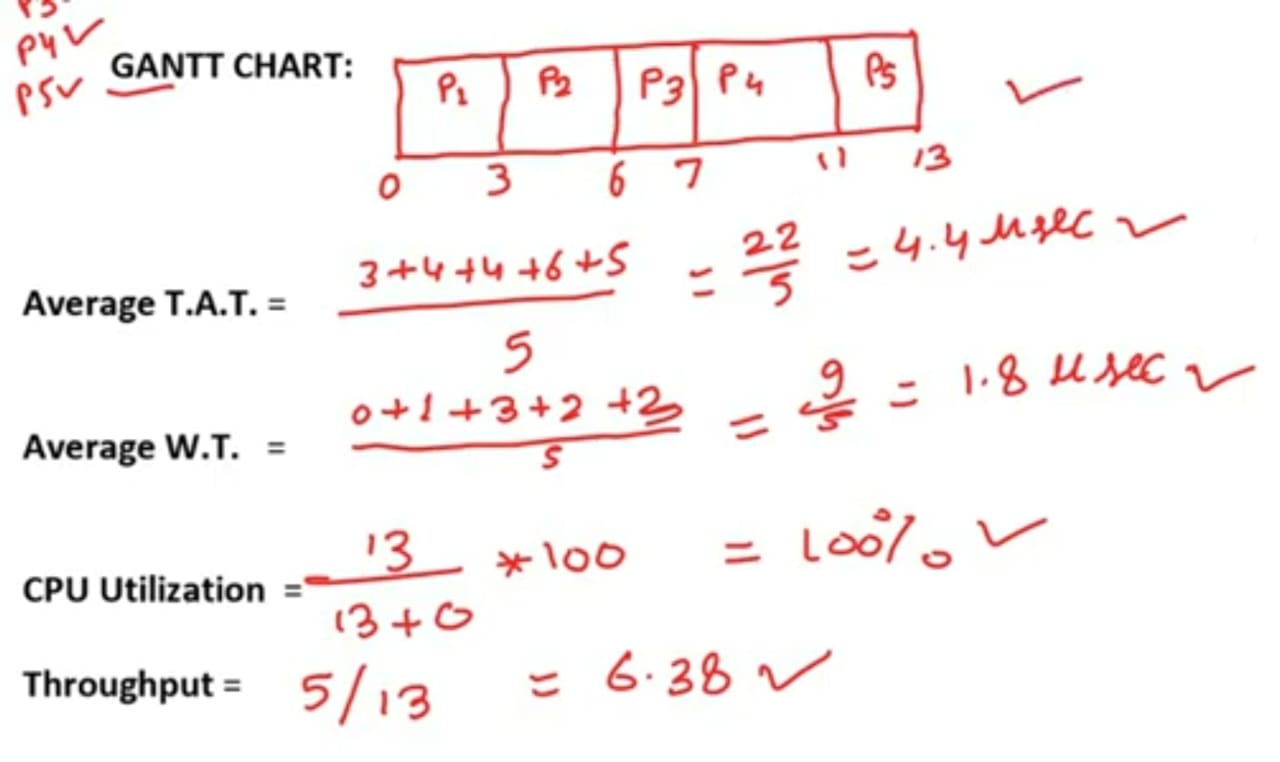 P3
P4 ✓
P5 ✓
GANTT CHART:
P1 P2 P3 P4 P5 ✓
0 3 6 7 11 13
Average T.A.T. = 3+4+4+6+5 / 5 = 22/5 = 4.4 μsec ✓
Average W.T. = 0+1+3+2+2 / 5 = 9/5 = 1.8 μsec ✓
CPU Utilization = 13 / 13+0 *100 = 100% ✓
Throughput = 5/13 = 6.38 ✓